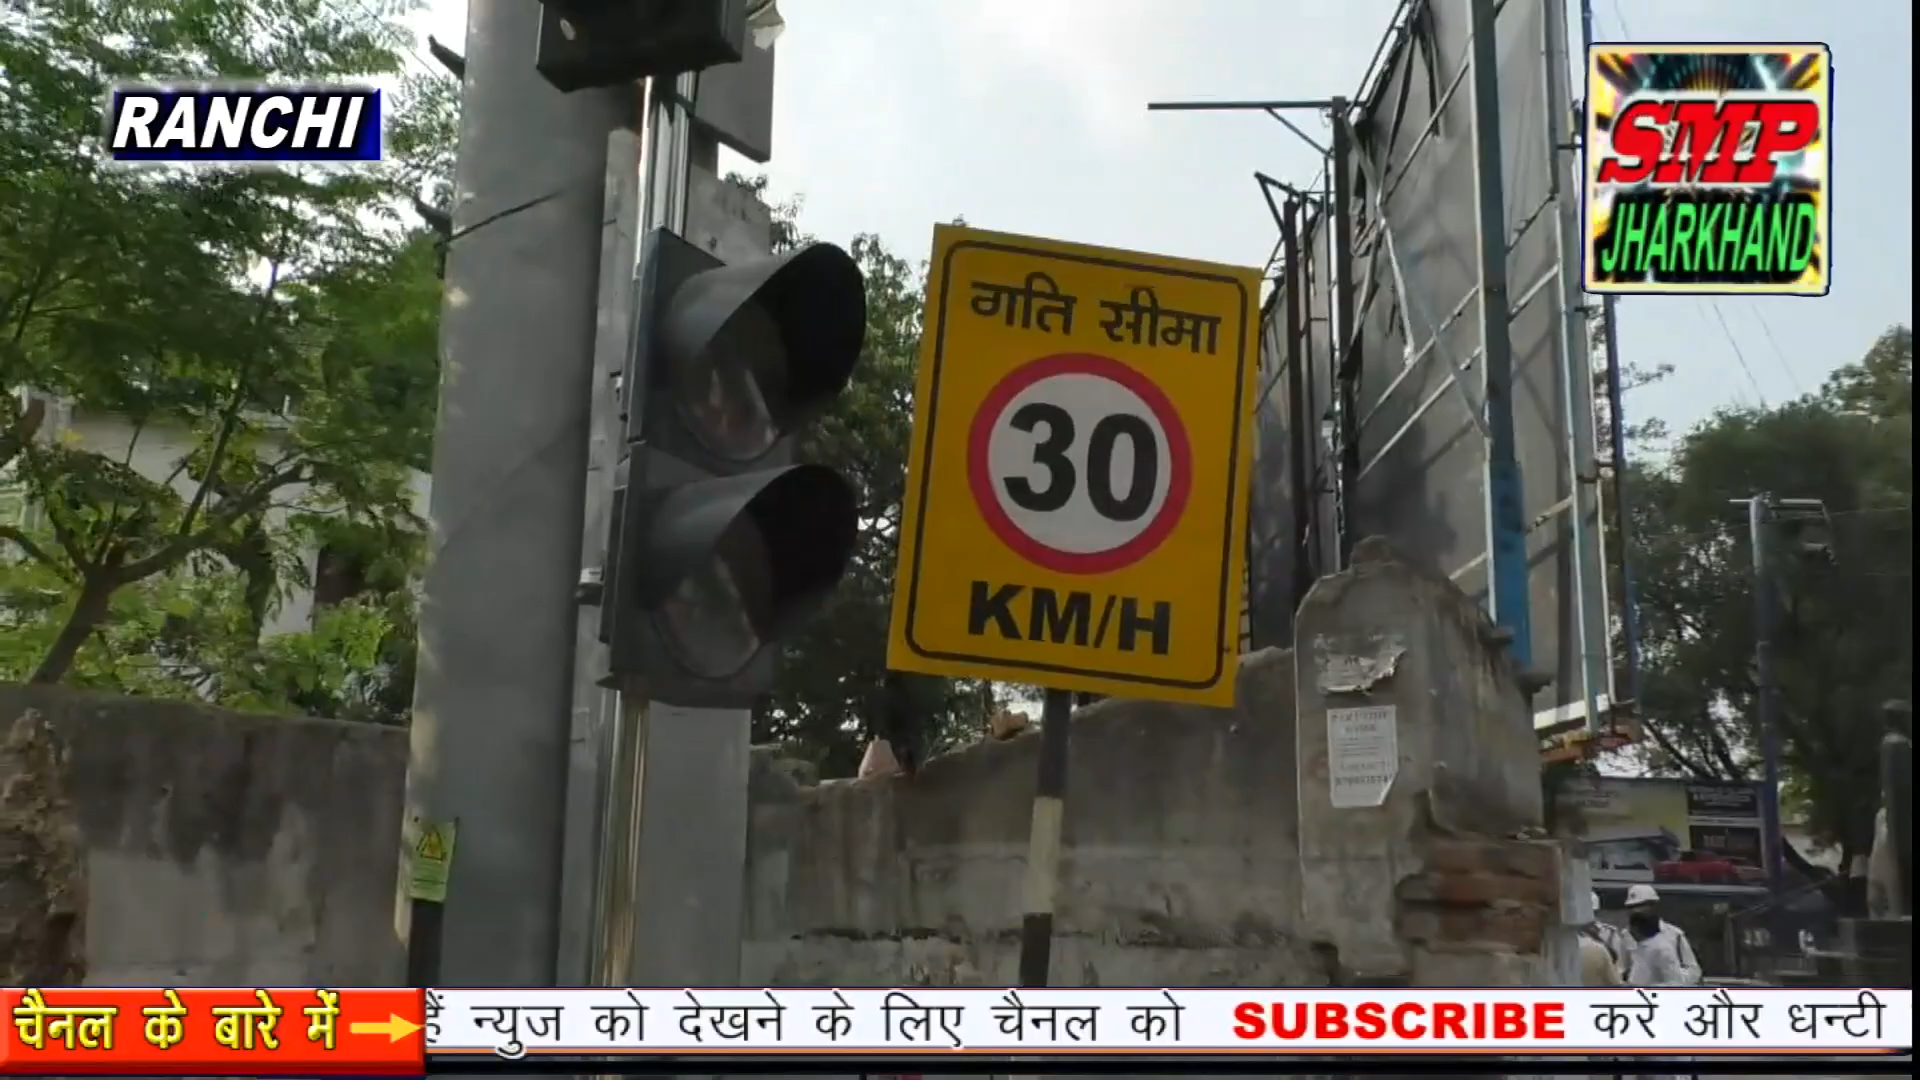 RANCHI
SMP
JHARKHAND
गति सीमा
30
KM/H
चैनल के बारे में
हैं न्युज को देखने के लिए चैनल को SUBSCRIBE करें और धन्टी